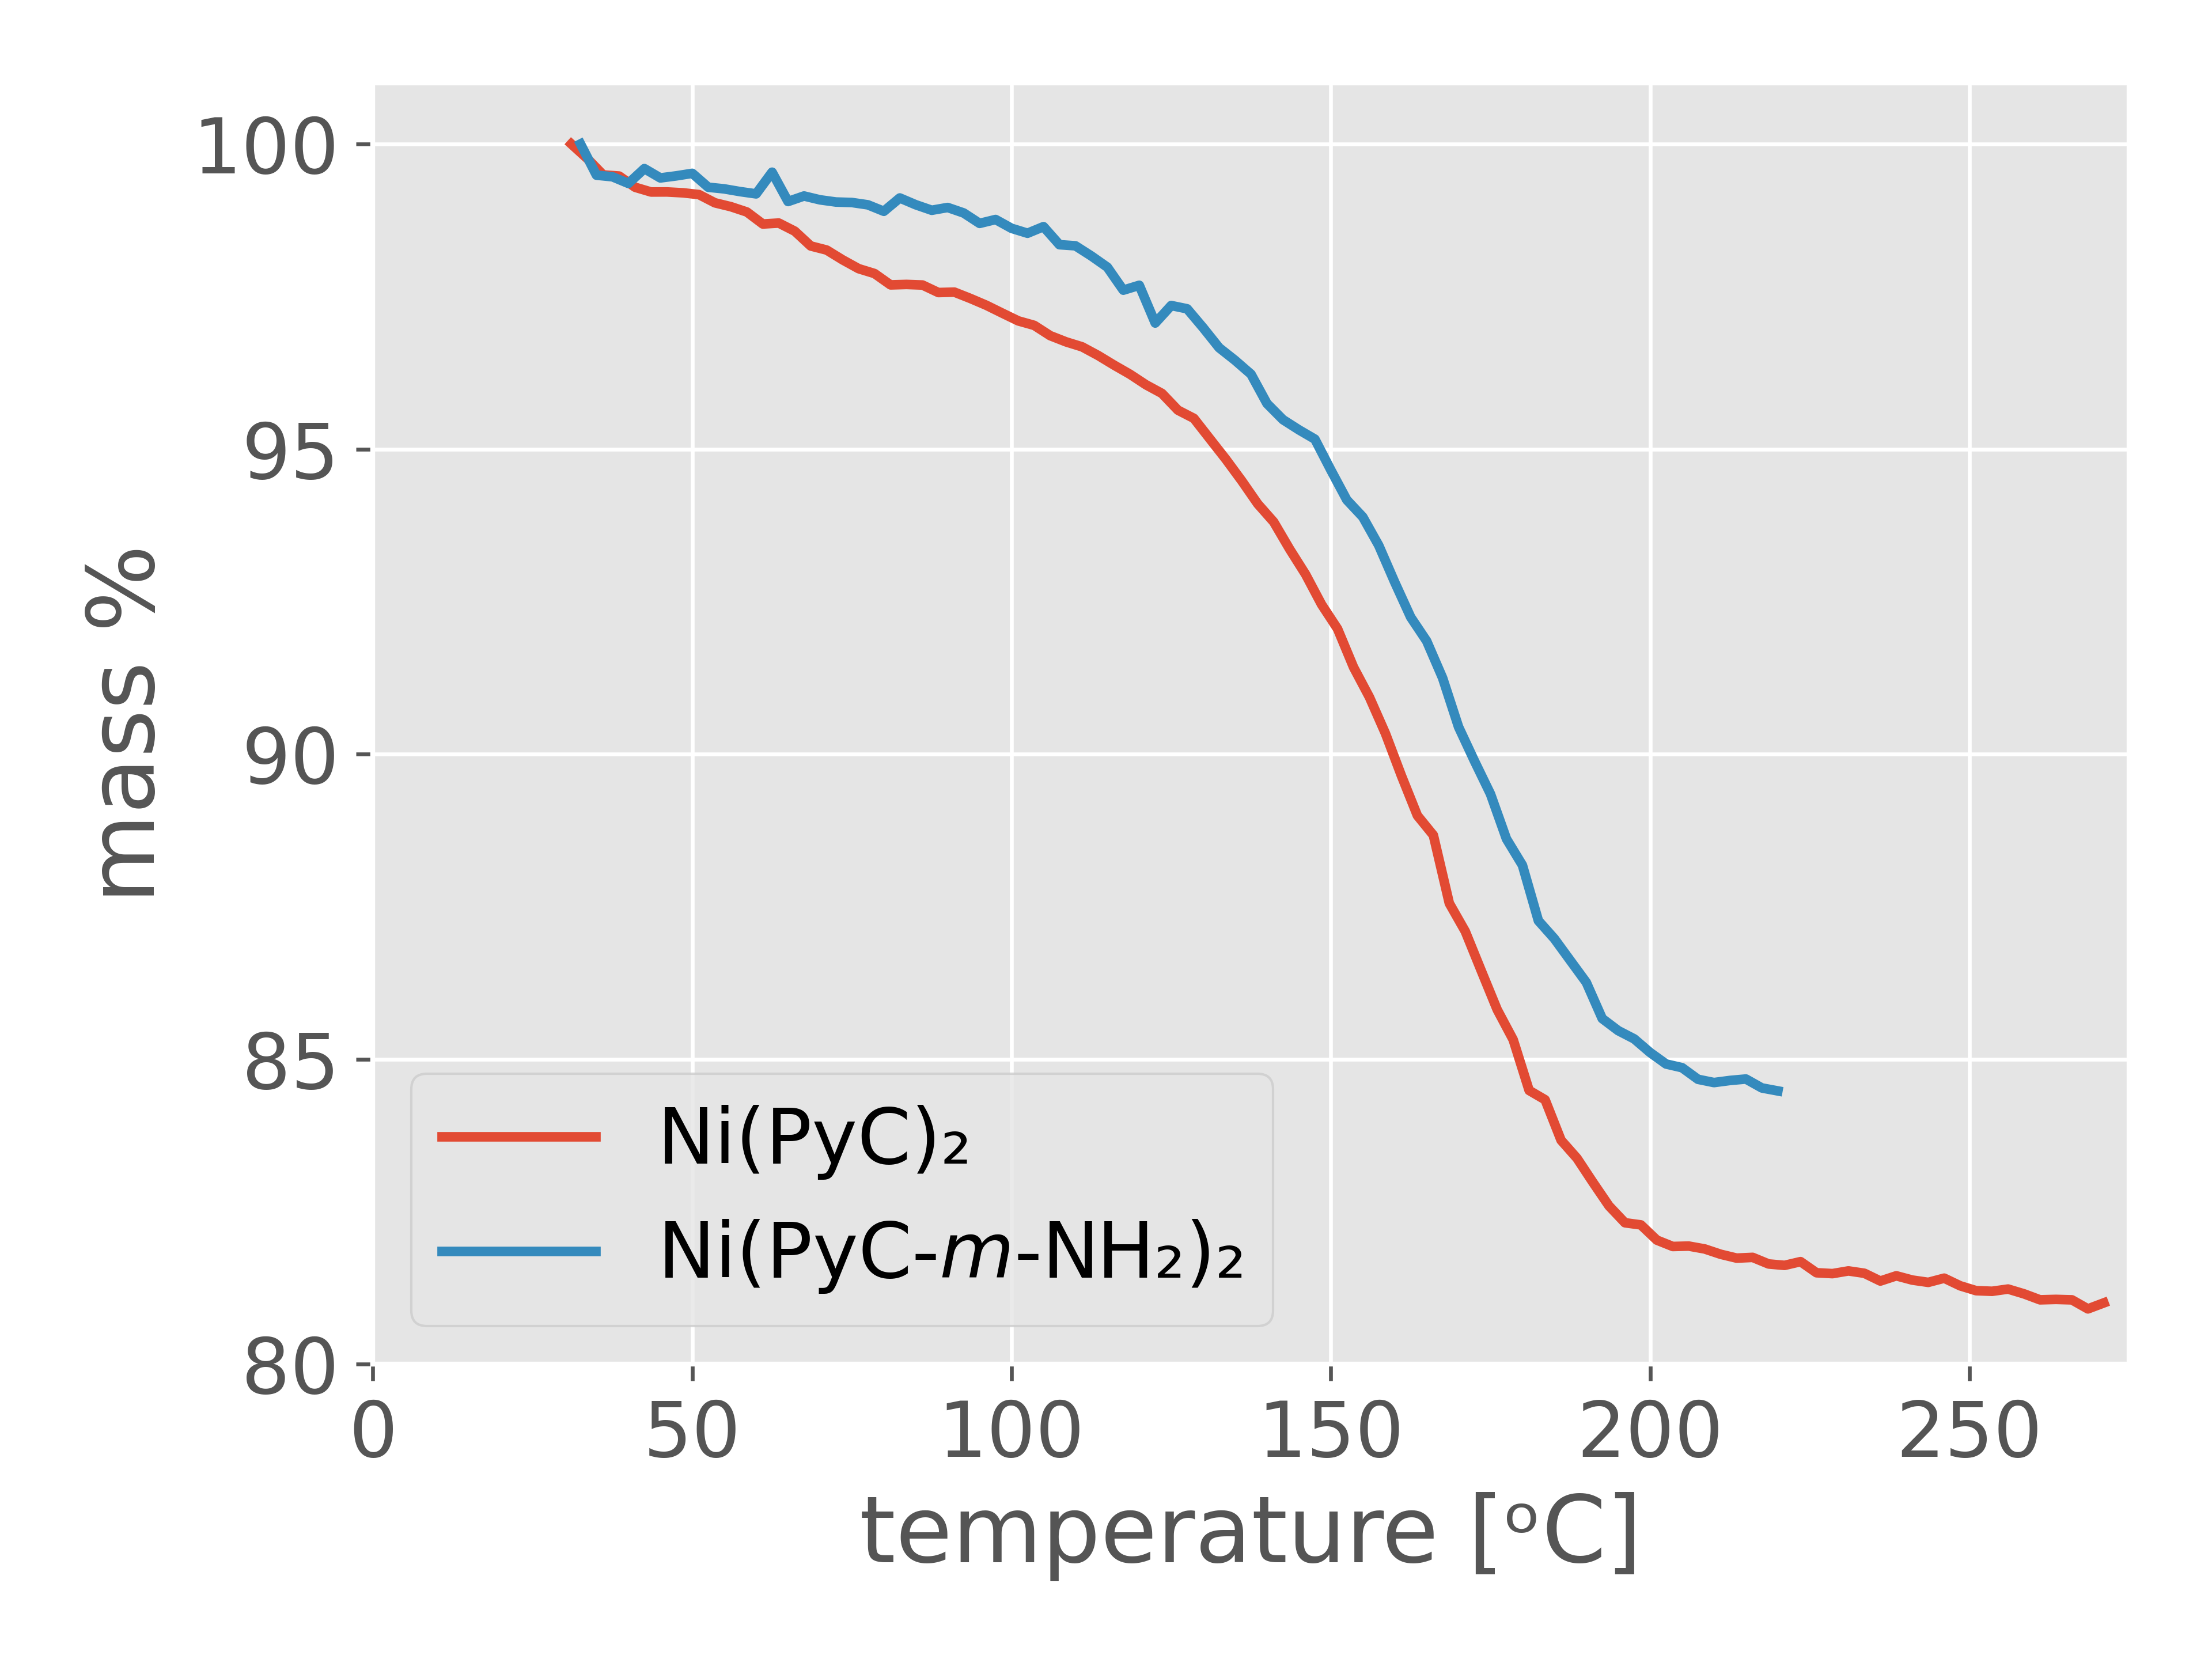 100
95
90
85
80
mass %
Ni(PyC)₂
Ni(PyC-m-NH₂)₂
0 50 100 150 200 250
temperature [°C]